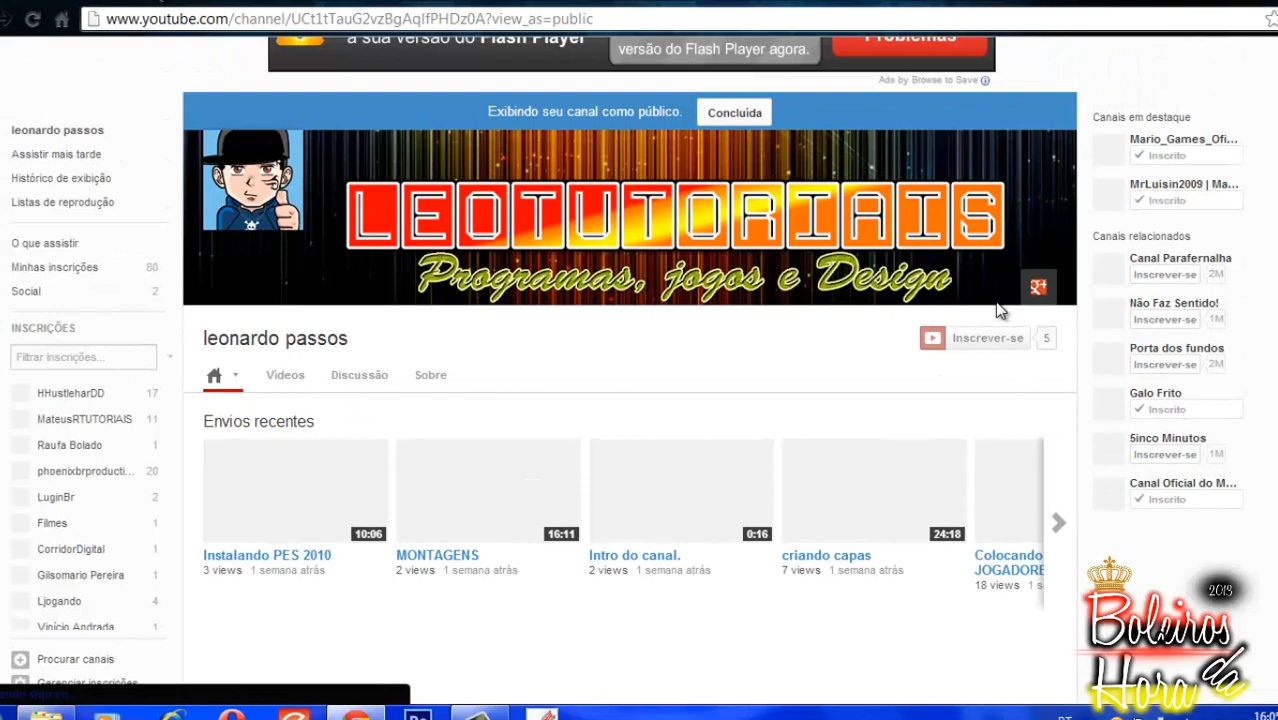 www.youtube.com/channel/UCt1tTauG2vzBgAqIfPHDz0A?view_as=public
a sua versão do Flash Player
versão do Flash Player agora.
Problemas
Ads by Browse to Save
Exibindo seu canal como público.
Concluída
LEOTUTORIAIS
Programas, jogos e Design
leonardo passos
Inscrever-se
5
Vídeos
Discussão
Sobre
Envios recentes
10:06
Instalando PES 2010
3 views 1 semana atrás
16:11
MONTAGENS
2 views 1 semana atrás
0:16
Intro do canal.
2 views 1 semana atrás
24:18
criando capas
7 views 1 semana atrás
Colocando
JOGADORE
18 views 1 s
leonardo passos
Assistir mais tarde
Histórico de exibição
Listas de reprodução
O que assistir
Minhas inscrições 80
Social 2
INSCRIÇÕES
Filtrar inscrições...
HHustleharDD 17
MateusRTUTORIAIS 11
Raufa Bolado 1
phoenixbrproducti... 20
LuginBr 2
Filmes 1
CorridorDigital 1
Gilsomario Pereira 1
Ljogando 4
Vinício Andrada 1
Procurar canais
Gerenciar inscrições
Canais em destaque
Mario_Games_Ofi...
Inscrito
MrLuisin2009 | Ma...
Inscrito
Canais relacionados
Canal Parafernalha
Inscrever-se 2M
Não Faz Sentido!
Inscrever-se 1M
Porta dos fundos
Inscrever-se 2M
Galo Frito
Inscrito
5inco Minutos
Inscrever-se 1M
Canal Oficial do M...
Inscrito
2013
Boleiros
da
Hora
PT